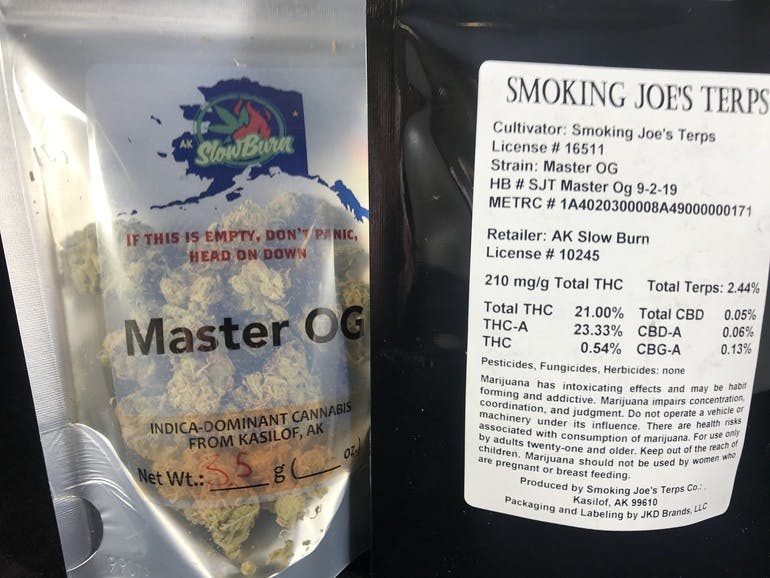 AK
SlowBurn
IF THIS IS EMPTY, DON'T PANIC,
HEAD ON DOWN
Master OG
INDICA-DOMINANT CANNABIS
FROM KASILOF, AK
Net Wt.: 3.5 g ( oz.)
SMOKING JOE'S TERPS
Cultivator: Smoking Joe's Terps
License # 16511
Strain: Master OG
HB # SJT Master Og 9-2-19
METRC # 1A4020300008A49000000171
Retailer: AK Slow Burn
License # 10245
210 mg/g Total THC Total Terps: 2.44%
Total THC 21.00% Total CBD 0.05%
THC-A 23.33% CBD-A 0.06%
THC 0.54% CBG-A 0.13%
Pesticides, Fungicides, Herbicides: none
Marijuana has intoxicating effects and may be habit
forming and addictive. Marijuana impairs concentration,
coordination, and judgment. Do not operate a vehicle or
machinery under its influence. There are health risks
associated with consumption of marijuana. For use only
by adults twenty-one and older. Keep out of the reach of
children. Marijuana should not be used by women who
are pregnant or breast feeding.
Produced by Smoking Joe's Terps Co.:.
Kasilof, AK 99610
Packaging and Labeling by JKD Brands, LLC